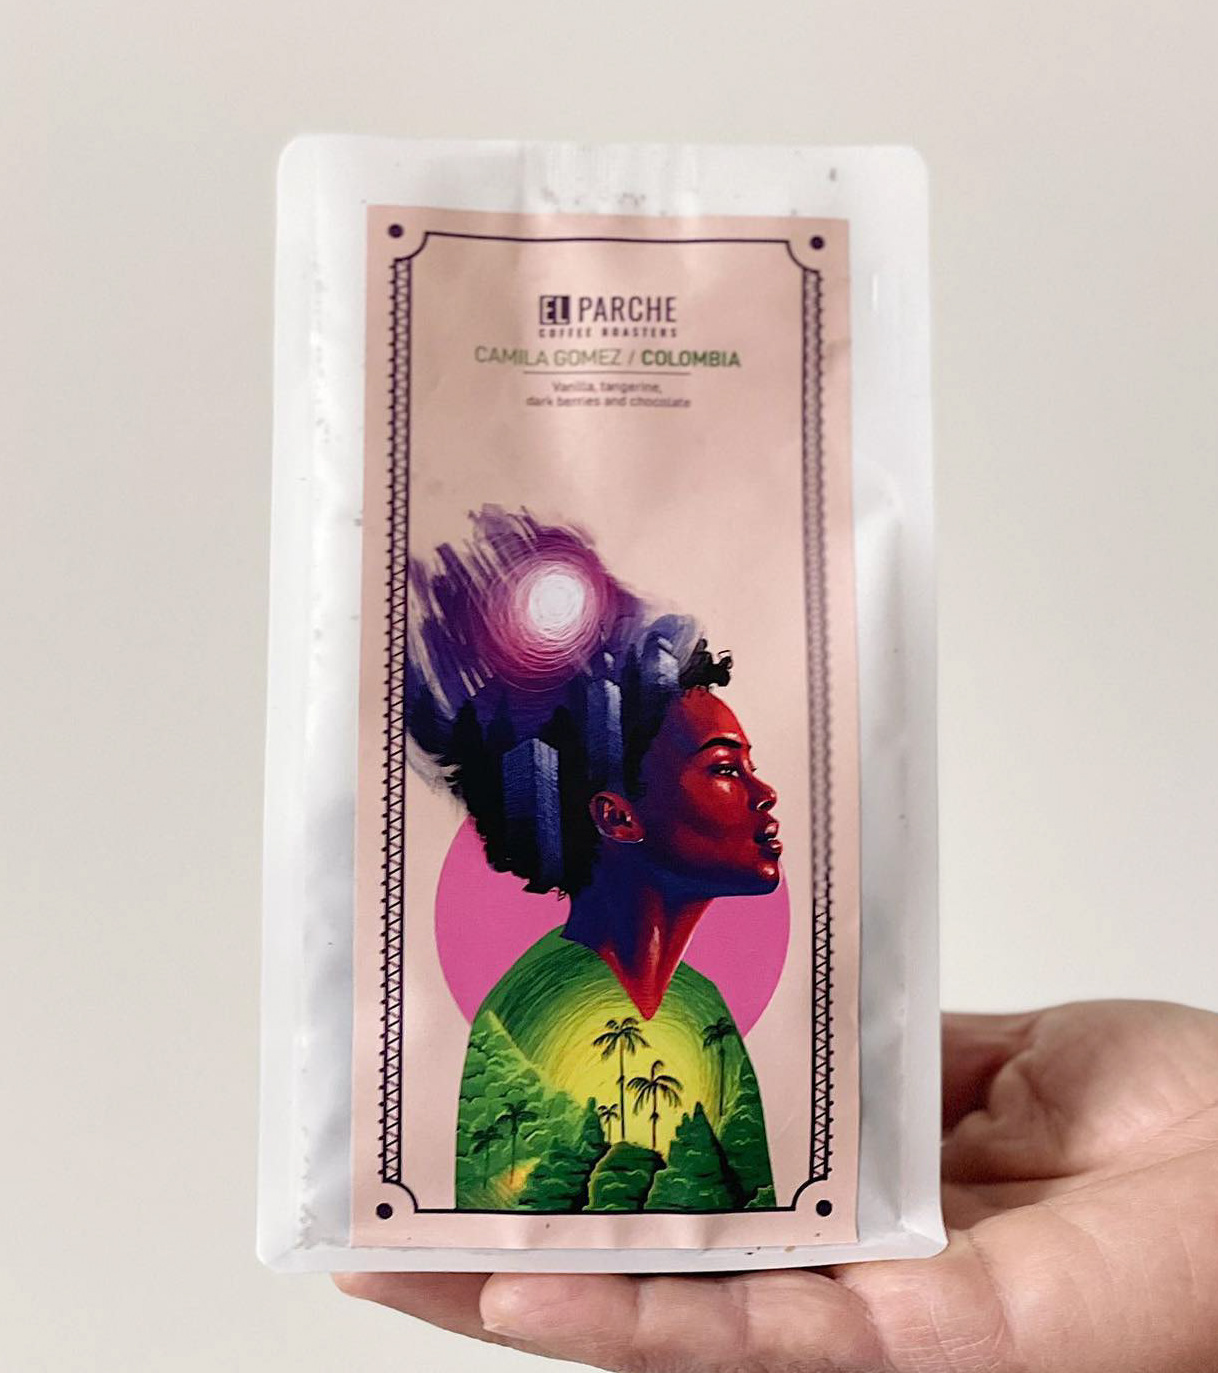 EL PARCHE
COFFEE ROASTERS
CAMILA GOMEZ / COLOMBIA
Vanilla, tangerine,
dark berries and chocolate